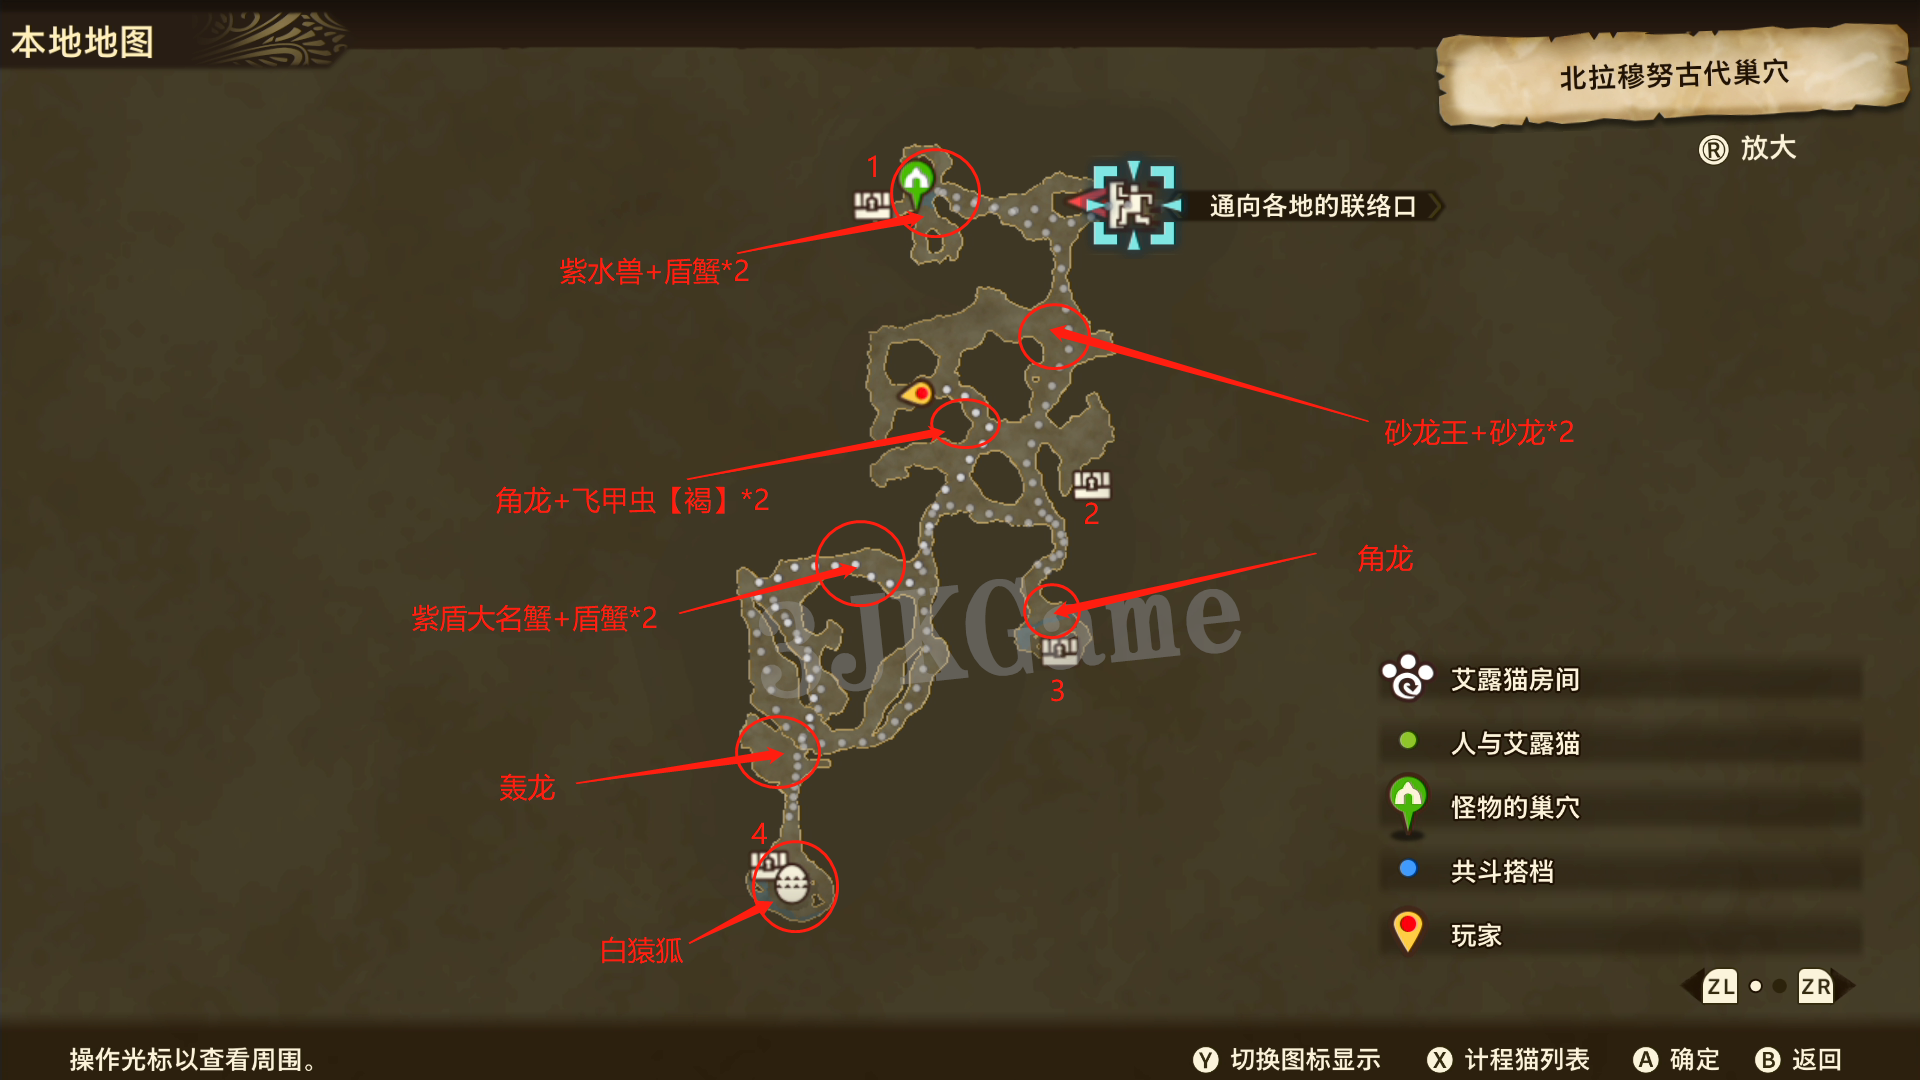 本地地图
北拉穆努古代巢穴
R 放大
1
通向各地的联络口
紫水兽+盾蟹*2
砂龙王+砂龙*2
角龙+飞甲虫【褐】*2
2
角龙
紫盾大名蟹+盾蟹*2
3JKGame
3
艾露猫房间
人与艾露猫
轰龙
怪物的巢穴
4
共斗搭档
玩家
白猿狐
ZL ZR
操作光标以查看周围。
Y 切换图标显示 X 计程猫列表 A 确定 B 返回